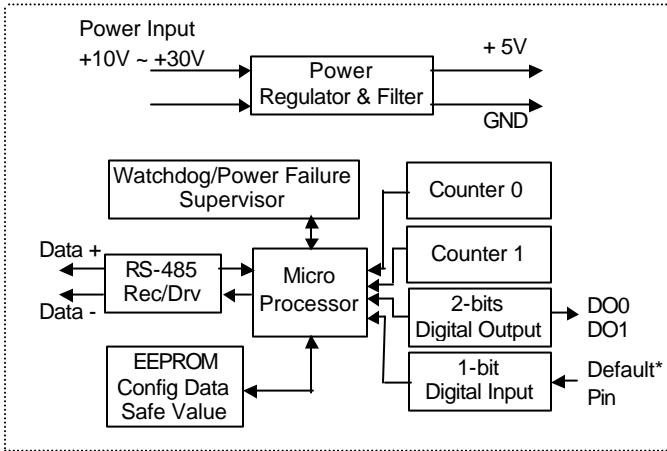 Power Input
+10V ~ +30V
Power
Regulator & Filter
+ 5V
GND
Watchdog/Power Failure
Supervisor
Counter 0
Counter 1
Data +
Data -
RS-485
Rec/Drv
Micro
Processor
2-bits
Digital Output
DO0
DO1
EEPROM
Config Data
Safe Value
1-bit
Digital Input
Default*
Pin